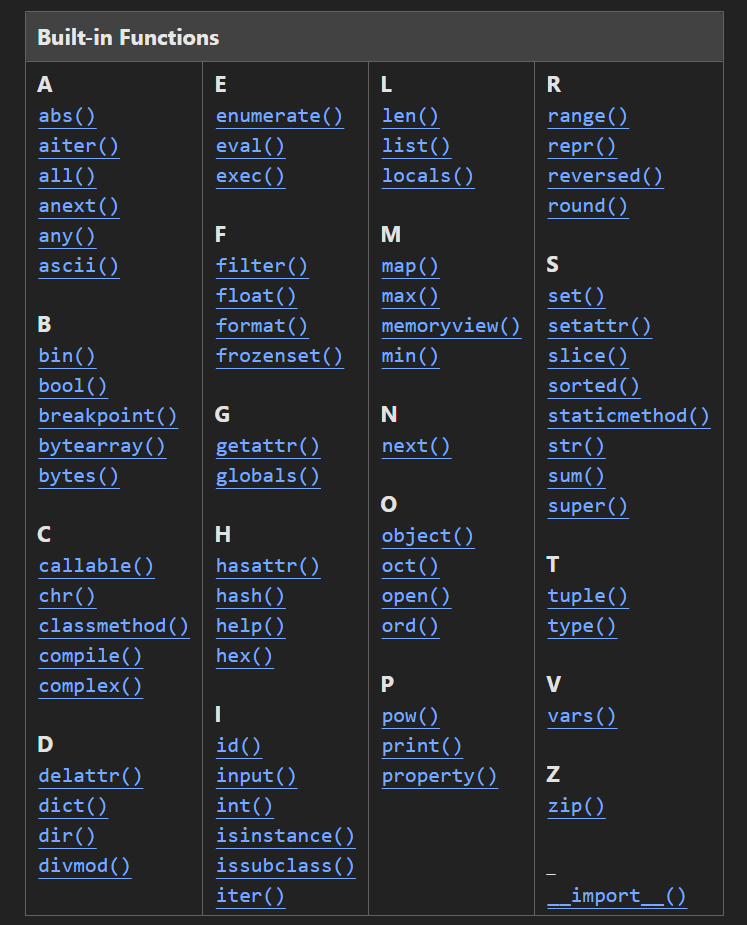 Built-in Functions
A
abs()
aiter()
all()
anext()
any()
ascii()
B
bin()
bool()
breakpoint()
bytearray()
bytes()
C
callable()
chr()
classmethod()
compile()
complex()
D
delattr()
dict()
dir()
divmod()
E
enumerate()
eval()
exec()
F
filter()
float()
format()
frozenset()
G
getattr()
globals()
H
hasattr()
hash()
help()
hex()
I
id()
input()
int()
isinstance()
issubclass()
iter()
L
len()
list()
locals()
M
map()
max()
memoryview()
min()
N
next()
O
object()
oct()
open()
ord()
P
pow()
print()
property()
R
range()
repr()
reversed()
round()
S
set()
setattr()
slice()
sorted()
staticmethod()
str()
sum()
super()
T
tuple()
type()
V
vars()
Z
zip()
_
__import__()